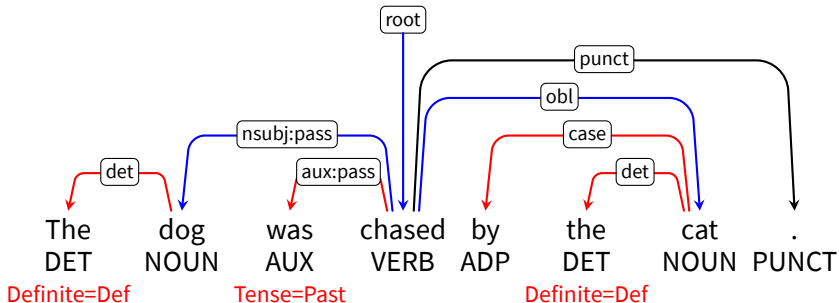 root
punct
obl
nsubj:pass case
det aux:pass det
The dog was chased by the cat .
DET NOUN AUX VERB ADP DET NOUN PUNCT
Definite=Def Tense=Past Definite=Def